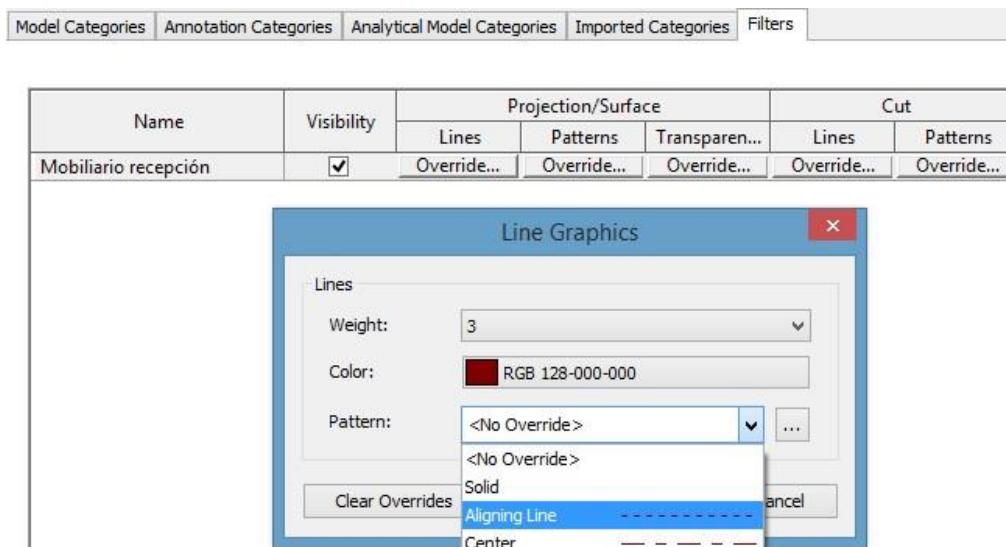 Model Categories Annotation Categories Analytical Model Categories Imported Categories Filters
Name Visibility Projection/Surface Cut
Lines Patterns Transparen... Lines Patterns
Mobiliario recepción Override... Override... Override... Override... Override...
Line Graphics
Lines
Weight: 3
Color: RGB 128-000-000
Pattern: <No Override> ...
<No Override>
Solid
Clear Overrides ancel
Aligning Line
Center